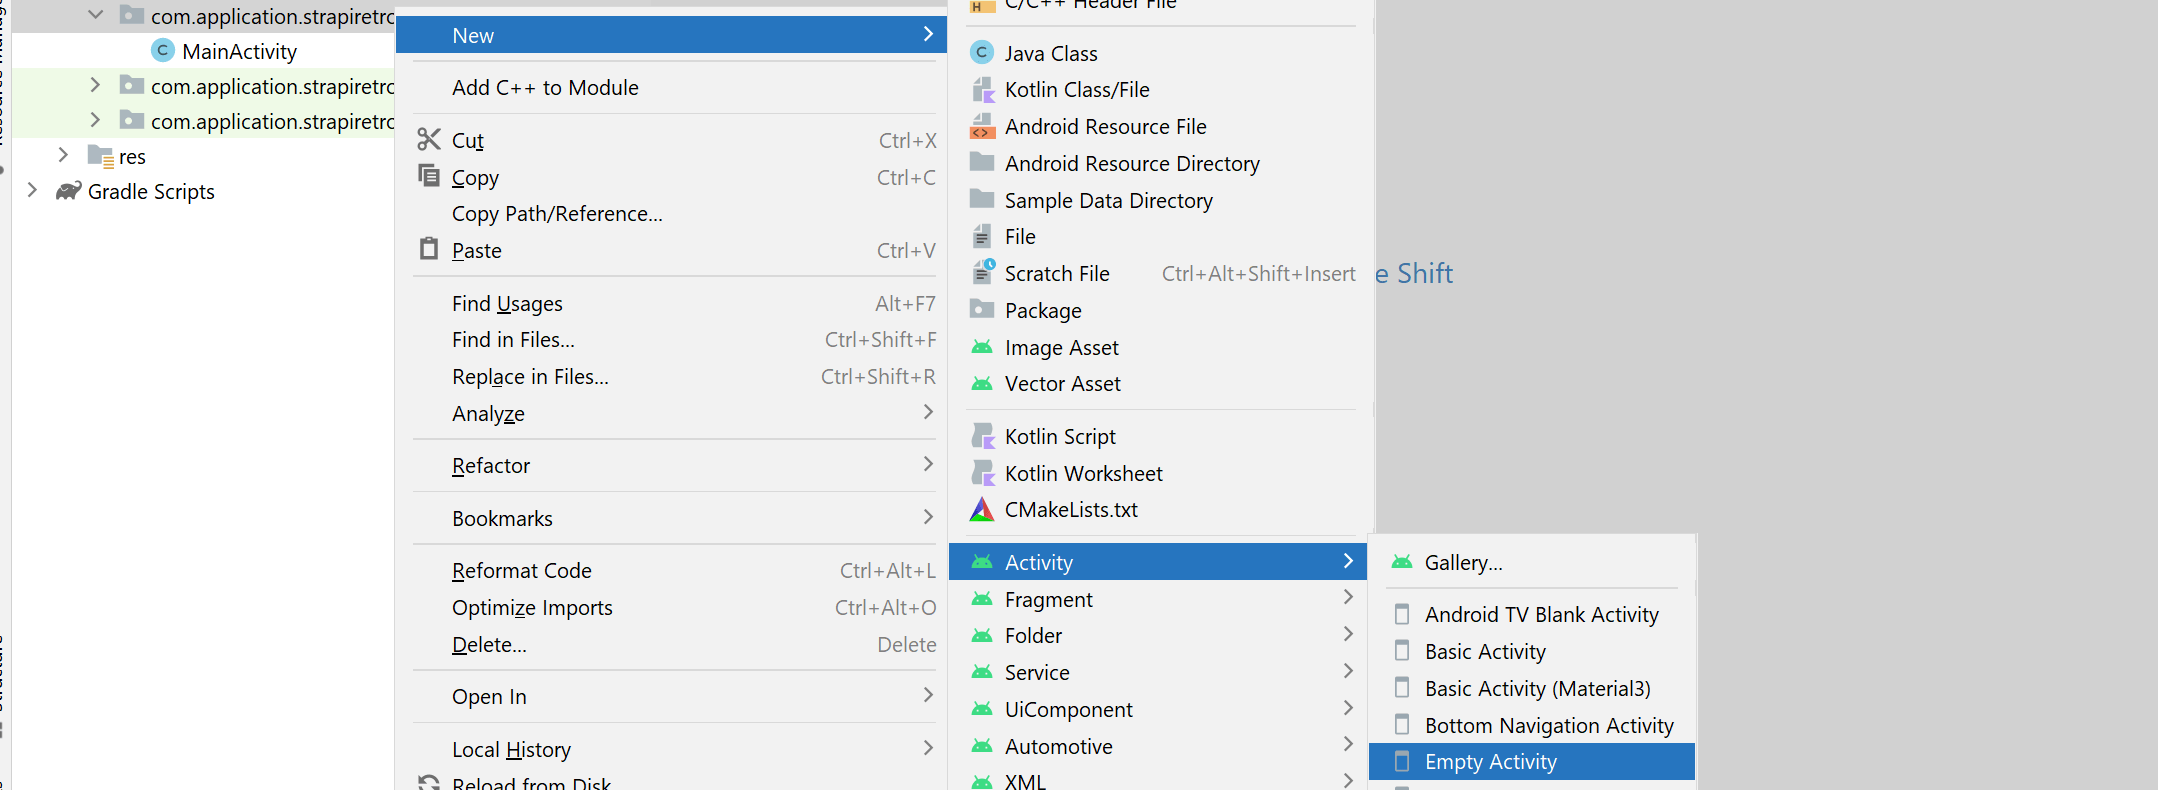 com.application.strapiretro
MainActivity
com.application.strapiretro
com.application.strapiretro
res
Gradle Scripts
New
Add C++ to Module
Cut Ctrl+X
Copy Ctrl+C
Copy Path/Reference...
Paste Ctrl+V
Find Usages Alt+F7
Find in Files... Ctrl+Shift+F
Replace in Files... Ctrl+Shift+R
Analyze
Refactor
Bookmarks
Reformat Code Ctrl+Alt+L
Optimize Imports Ctrl+Alt+O
Delete... Delete
Open In
Local History
Reload from Disk
C/C++ Header File
Java Class
Kotlin Class/File
Android Resource File
Android Resource Directory
Sample Data Directory
File
Scratch File Ctrl+Alt+Shift+Insert
Package
Image Asset
Vector Asset
Kotlin Script
Kotlin Worksheet
CMakeLists.txt
Activity
Fragment
Folder
Service
UiComponent
Automotive
XML
e Shift
Gallery...
Android TV Blank Activity
Basic Activity
Basic Activity (Material3)
Bottom Navigation Activity
Empty Activity